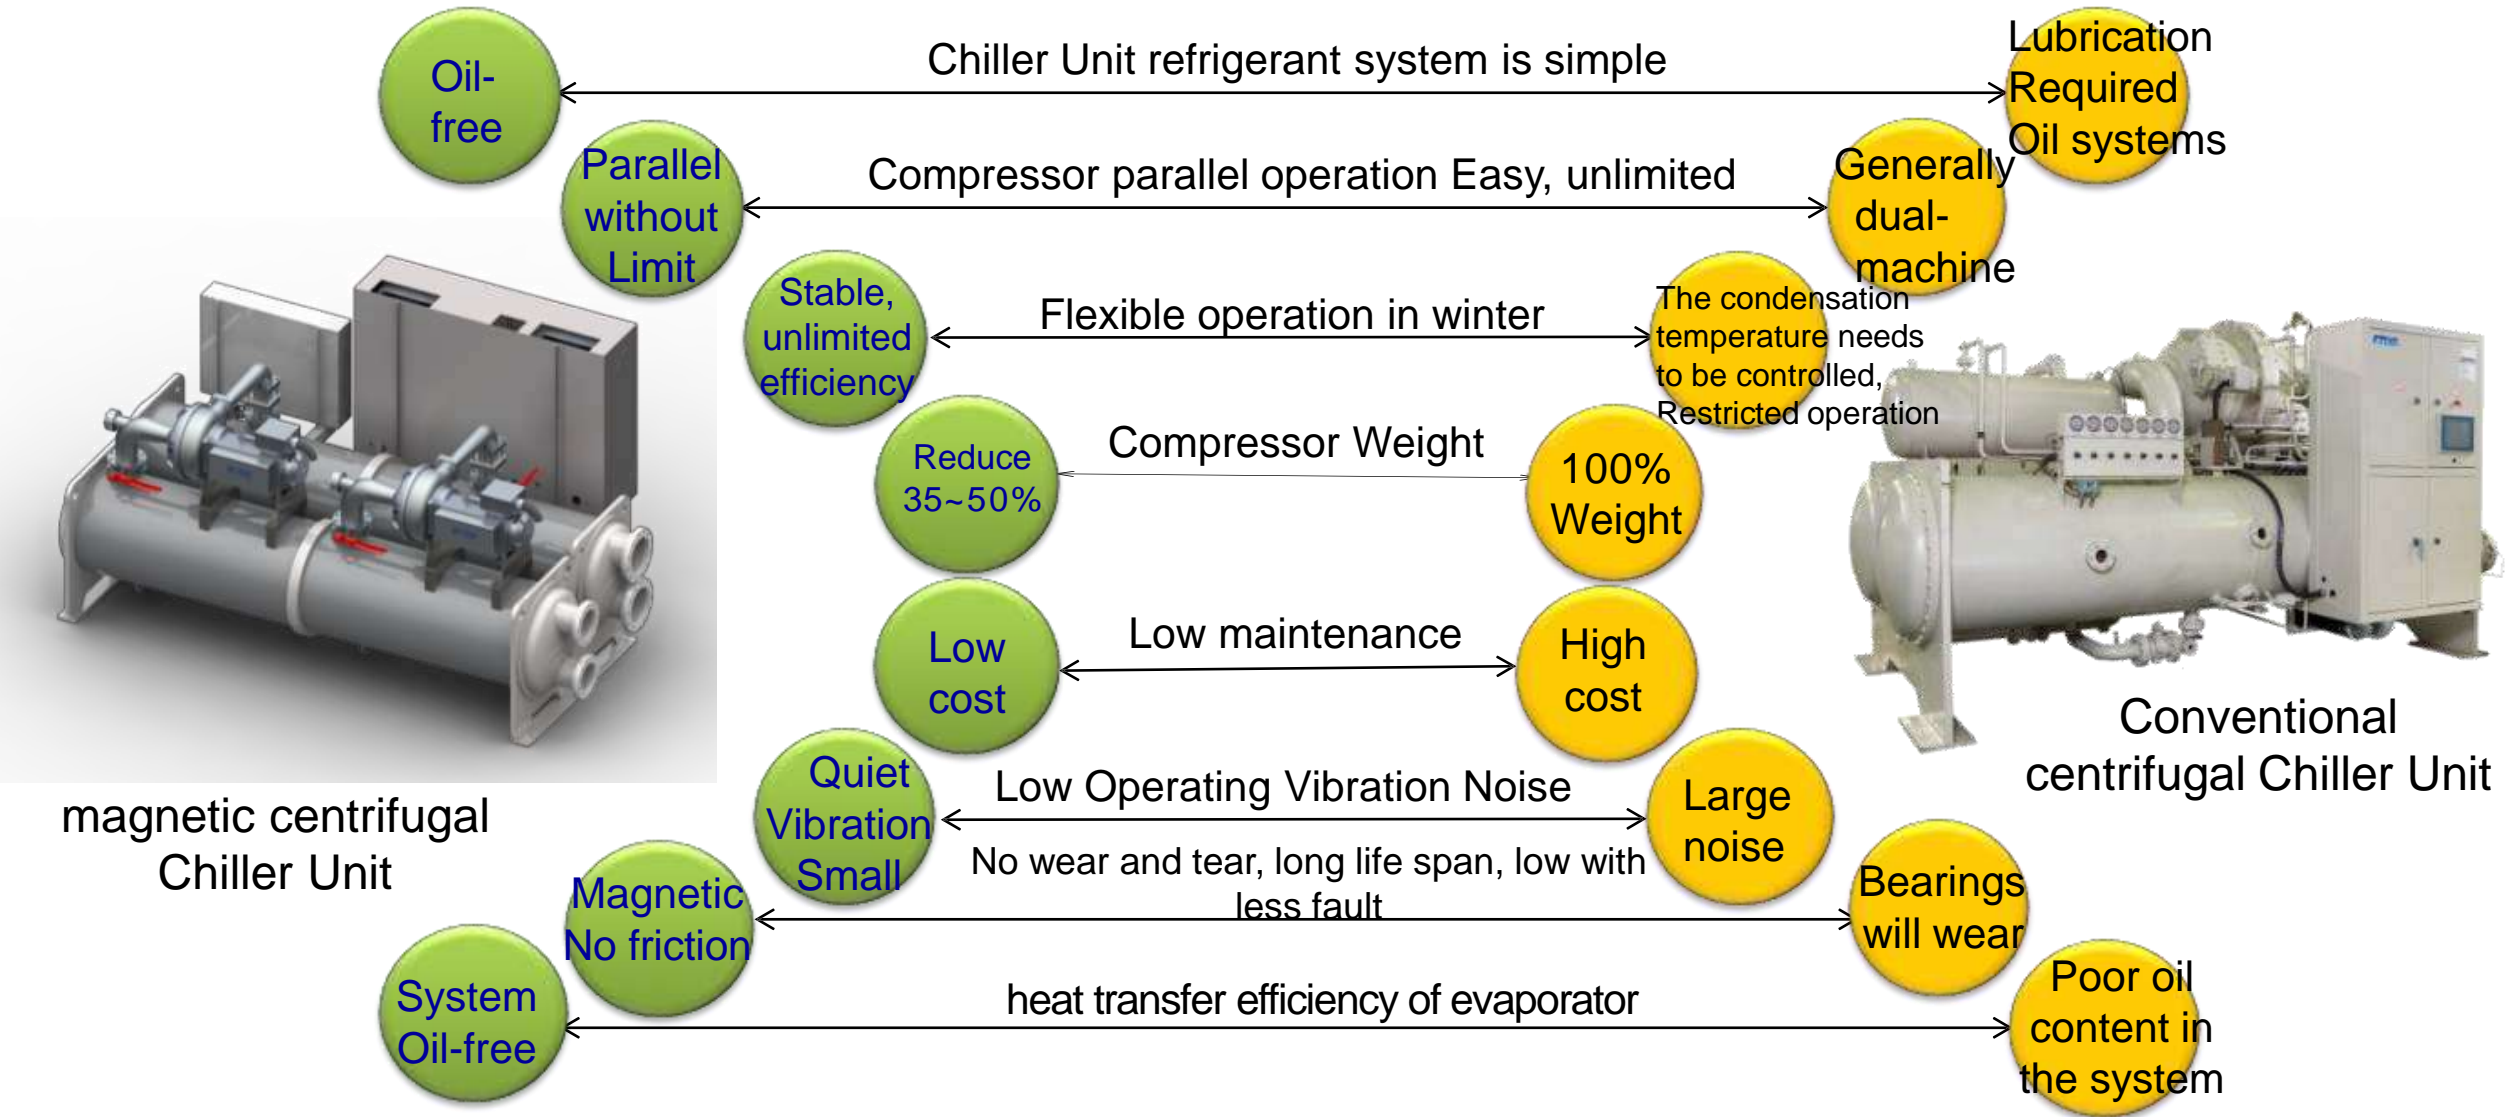 Oil-
free
Chiller Unit refrigerant system is simple
Lubrication
Required
Oil systems
Parallel
without
Limit
Compressor parallel operation Easy, unlimited
Generally
dual-
machine
Stable,
unlimited
efficiency
Flexible operation in winter
The condensation
temperature needs
to be controlled,
Restricted operation
Reduce
35~50%
Compressor Weight
100%
Weight
Low
cost
Low maintenance
High
cost
Quiet
Vibration
Small
Low Operating Vibration Noise
Large
noise
Magnetic
No friction
No wear and tear, long life span, low with
less fault
Bearings
will wear
System
Oil-free
heat transfer efficiency of evaporator
Poor oil
content in
the system
magnetic centrifugal
Chiller Unit
Conventional
centrifugal Chiller Unit